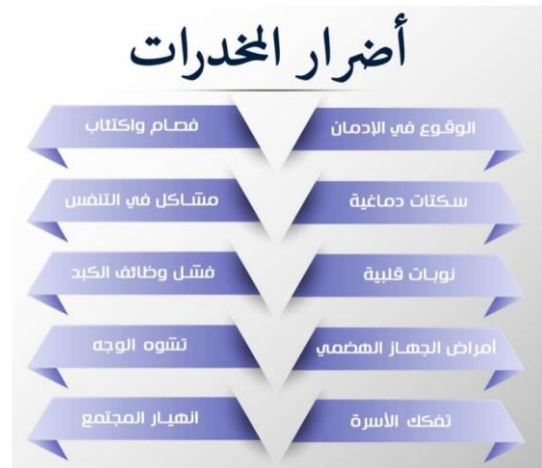 أضرار المخدرات
الوقوع في الإدمان
فصام واكتئاب
سكتات دماغية
مشاكل في التنفس
نوبات قلبية
فشل وظائف الكبد
أمراض الجهاز الهضمي
تشوه الوجه
تفكك الأسرة
انهيار المجتمع